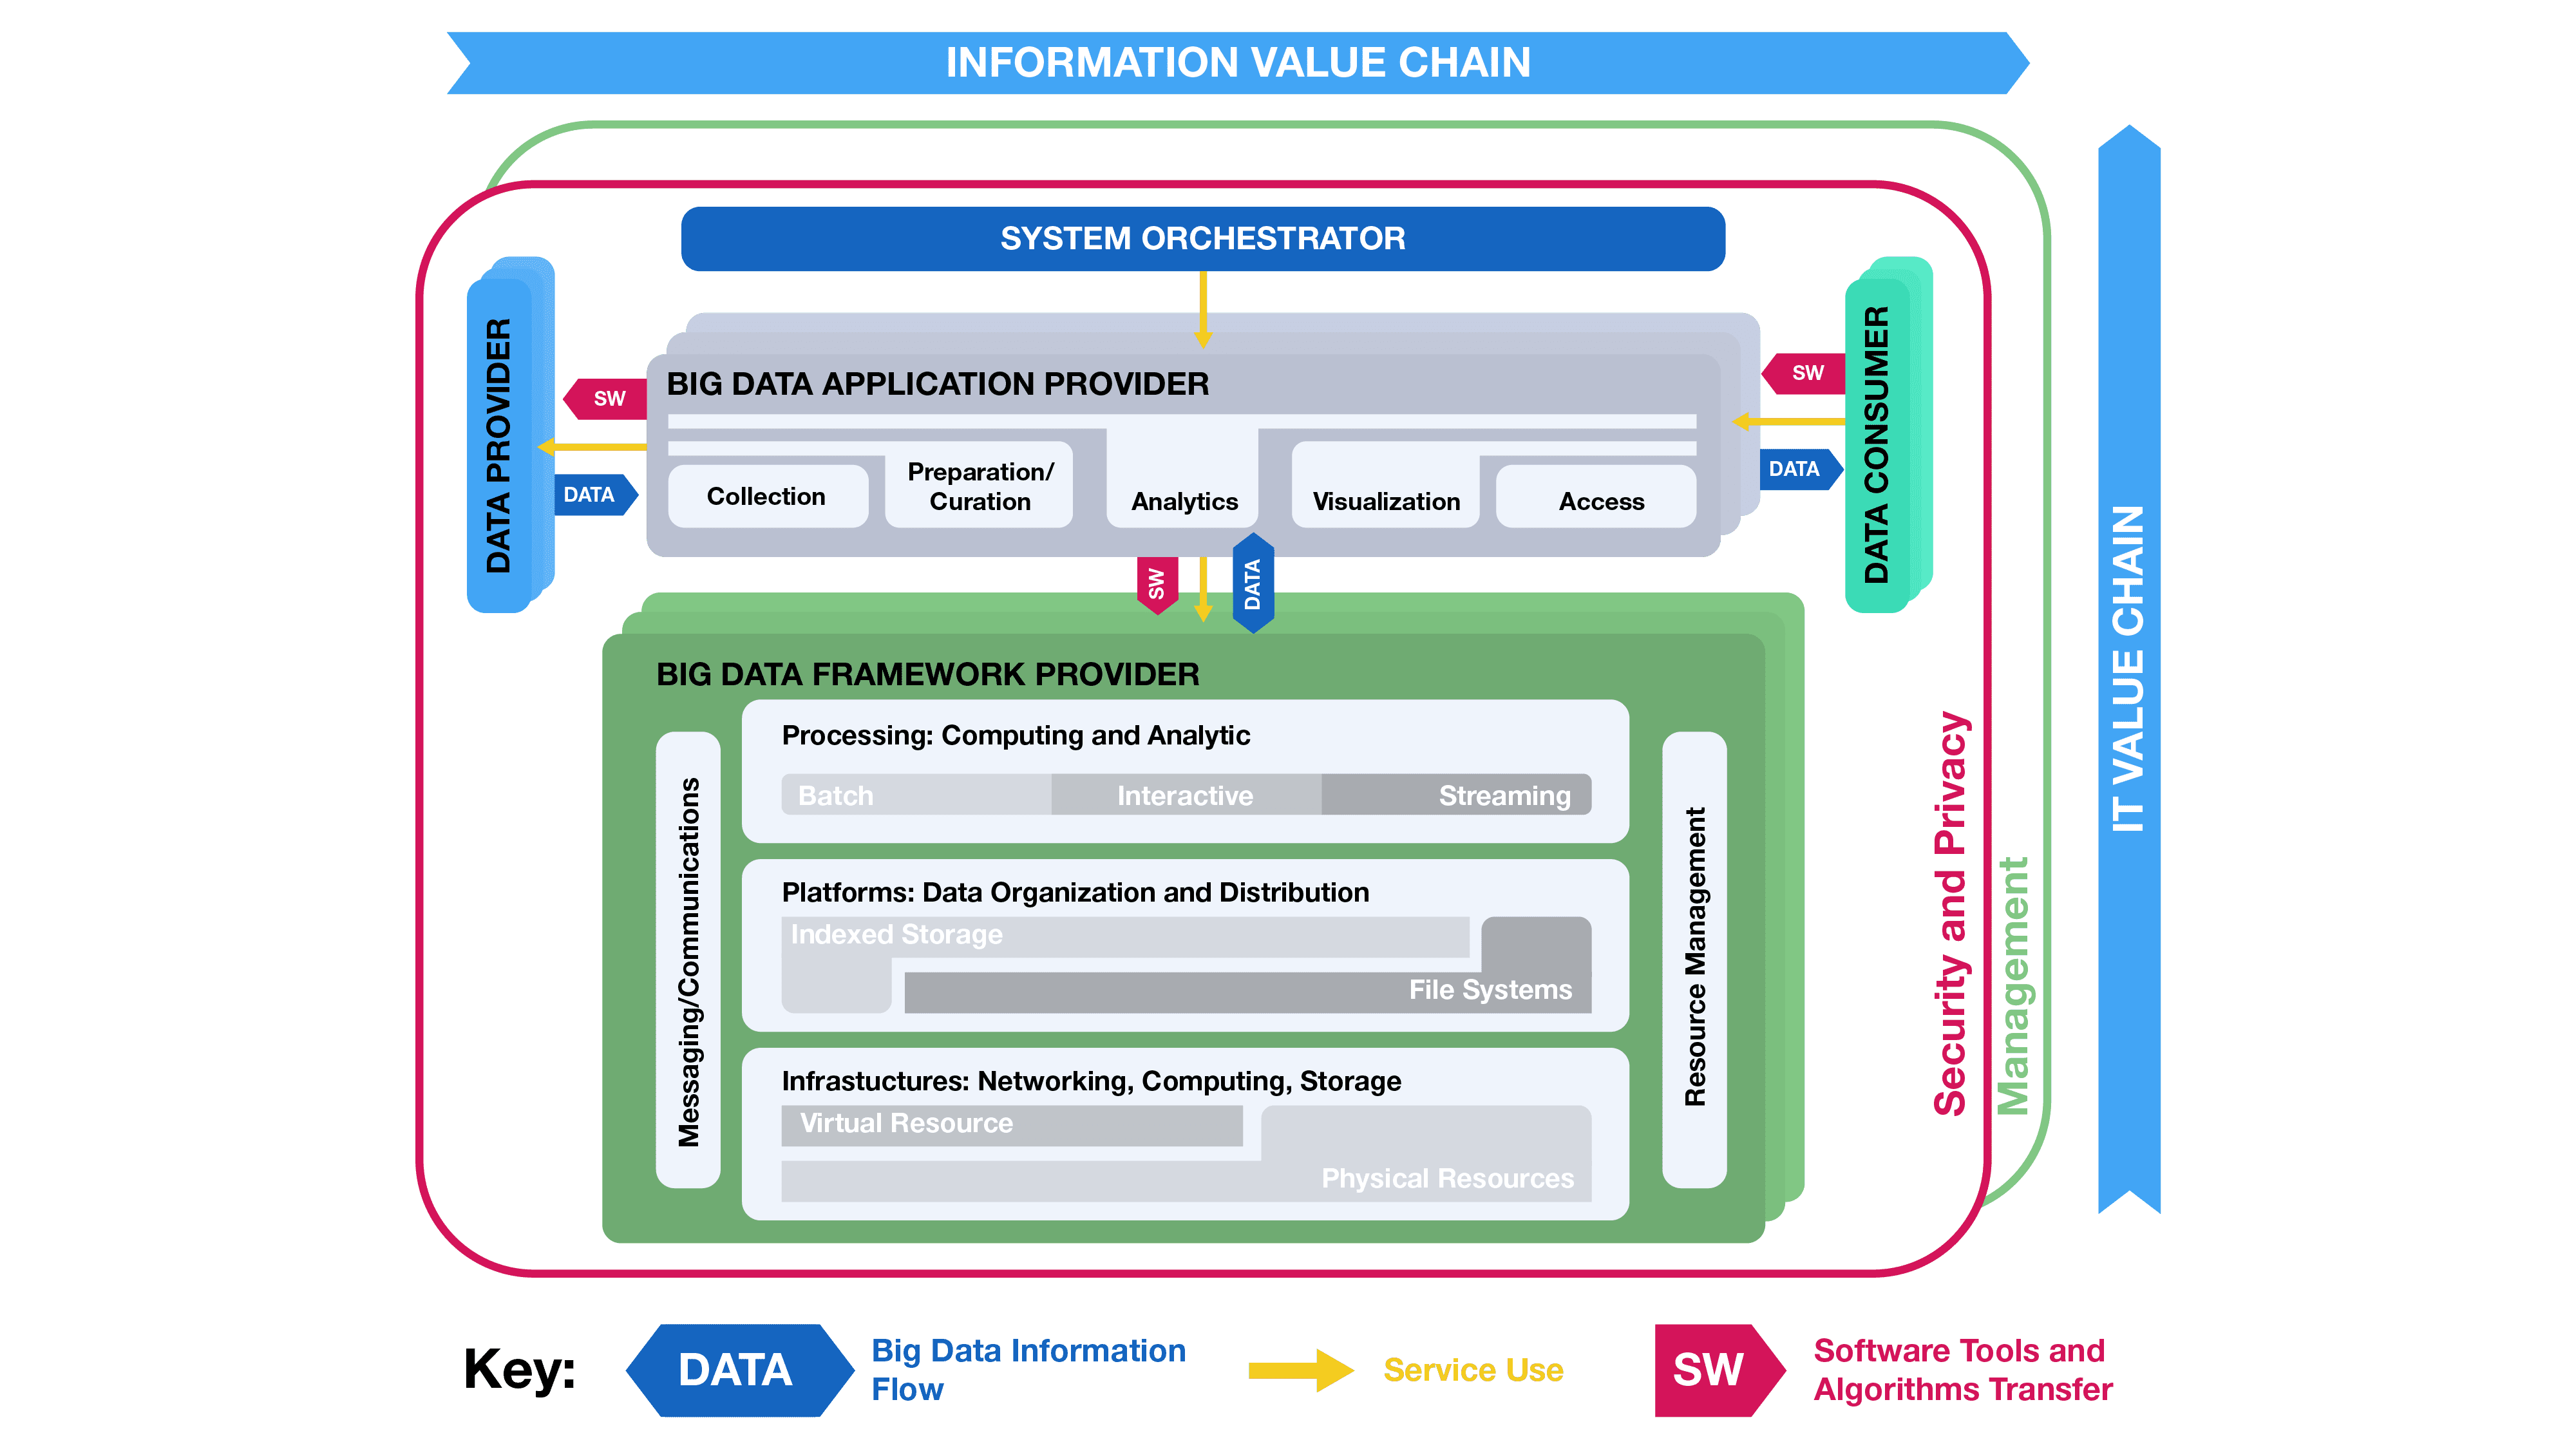 INFORMATION VALUE CHAIN
SYSTEM ORCHESTRATOR
DATA PROVIDER
SW
DATA
BIG DATA APPLICATION PROVIDER
Collection
Preparation/
Curation
Analytics
Visualization
Access
SW
DATA
DATA CONSUMER
SW
DATA
BIG DATA FRAMEWORK PROVIDER
Messaging/Communications
Processing: Computing and Analytic
Batch
Interactive
Streaming
Platforms: Data Organization and Distribution
Indexed Storage
File Systems
Infrastuctures: Networking, Computing, Storage
Virtual Resource
Physical Resources
Resource Management
Security and Privacy
Management
IT VALUE CHAIN
Key:
DATA
Big Data Information
Flow
Service Use
SW
Software Tools and
Algorithms Transfer